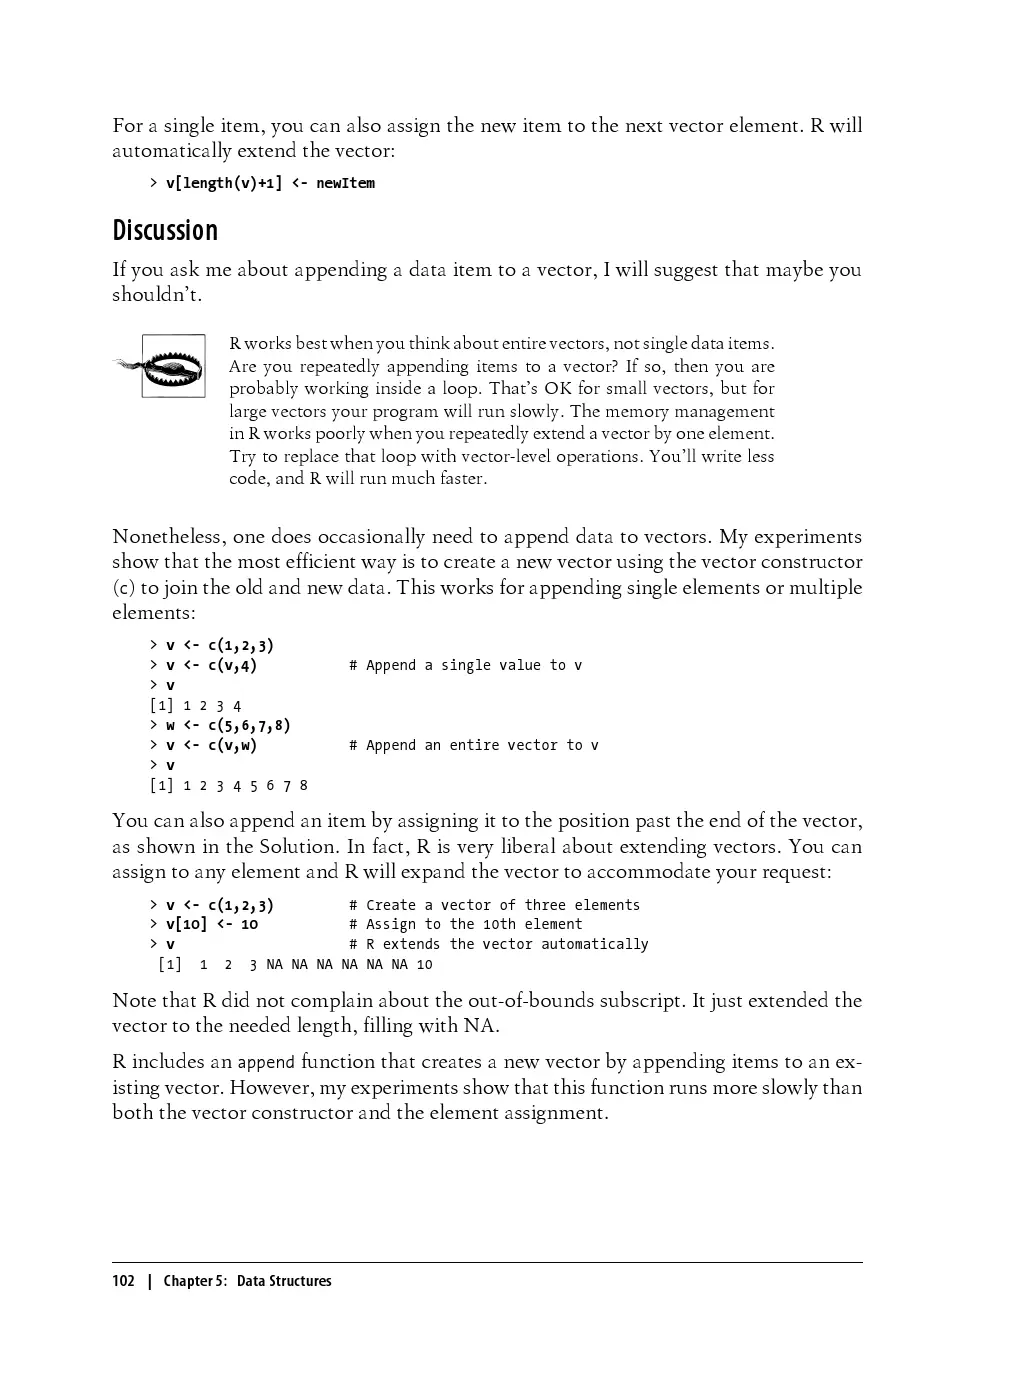 For a single item, you can also assign the new item to the next vector element. R will
automatically extend the vector:
> v[length(v)+1] <- newItem
Discussion
If you ask me about appending a data item to a vector, I will suggest that maybe you
shouldn't.
R works best when you think about entire vectors, not single data items.
Are you repeatedly appending items to a vector? If so, then you are
probably working inside a loop. That's OK for small vectors, but for
large vectors your program will run slowly. The memory management
in R works poorly when you repeatedly extend a vector by one element.
Try to replace that loop with vector-level operations. You'll write less
code, and R will run much faster.
Nonetheless, one does occasionally need to append data to vectors. My experiments
show that the most efficient way is to create a new vector using the vector constructor
(c) to join the old and new data. This works for appending single elements or multiple
elements:
> v <- c(1,2,3)
> v <- c(v,4)           # Append a single value to v
> v
[1] 1 2 3 4
> w <- c(5,6,7,8)
> v <- c(v,w)           # Append an entire vector to v
> v
[1] 1 2 3 4 5 6 7 8
You can also append an item by assigning it to the position past the end of the vector,
as shown in the Solution. In fact, R is very liberal about extending vectors. You can
assign to any element and R will expand the vector to accommodate your request:
> v <- c(1,2,3)         # Create a vector of three elements
> v[10] <- 10           # Assign to the 10th element
> v                     # R extends the vector automatically
 [1]  1  2  3 NA NA NA NA NA NA 10
Note that R did not complain about the out-of-bounds subscript. It just extended the
vector to the needed length, filling with NA.
R includes an append function that creates a new vector by appending items to an ex-
isting vector. However, my experiments show that this function runs more slowly than
both the vector constructor and the element assignment.
102 | Chapter 5: Data Structures